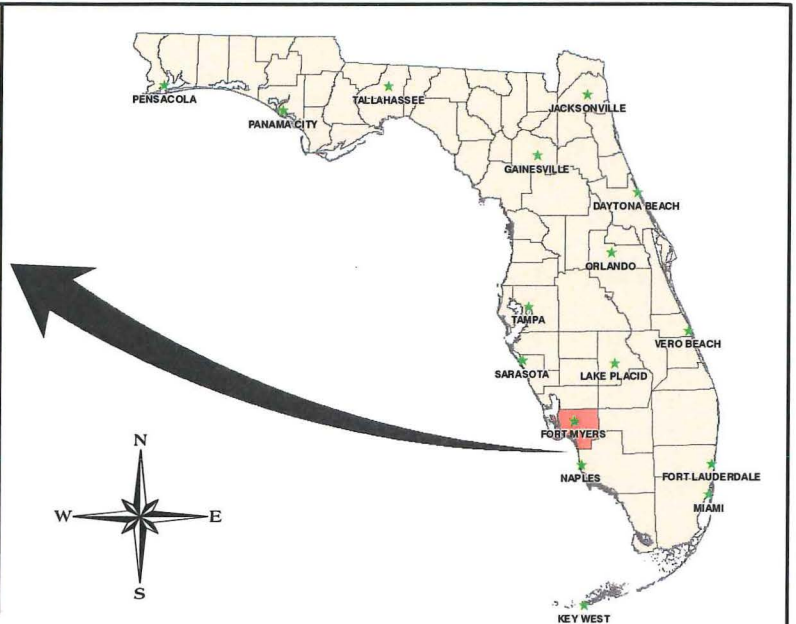 PENSACOLA
TALLAHASSEE
JACKSONVILLE
PANAMA CITY
GAINESVILLE
DAYTONA BEACH
ORLANDO
TAMPA
VERO BEACH
SARASOTA
LAKE PLACID
FORT MYERS
NAPLES
FORT LAUDERDALE
MIAMI
KEY WEST
N
W
E
S